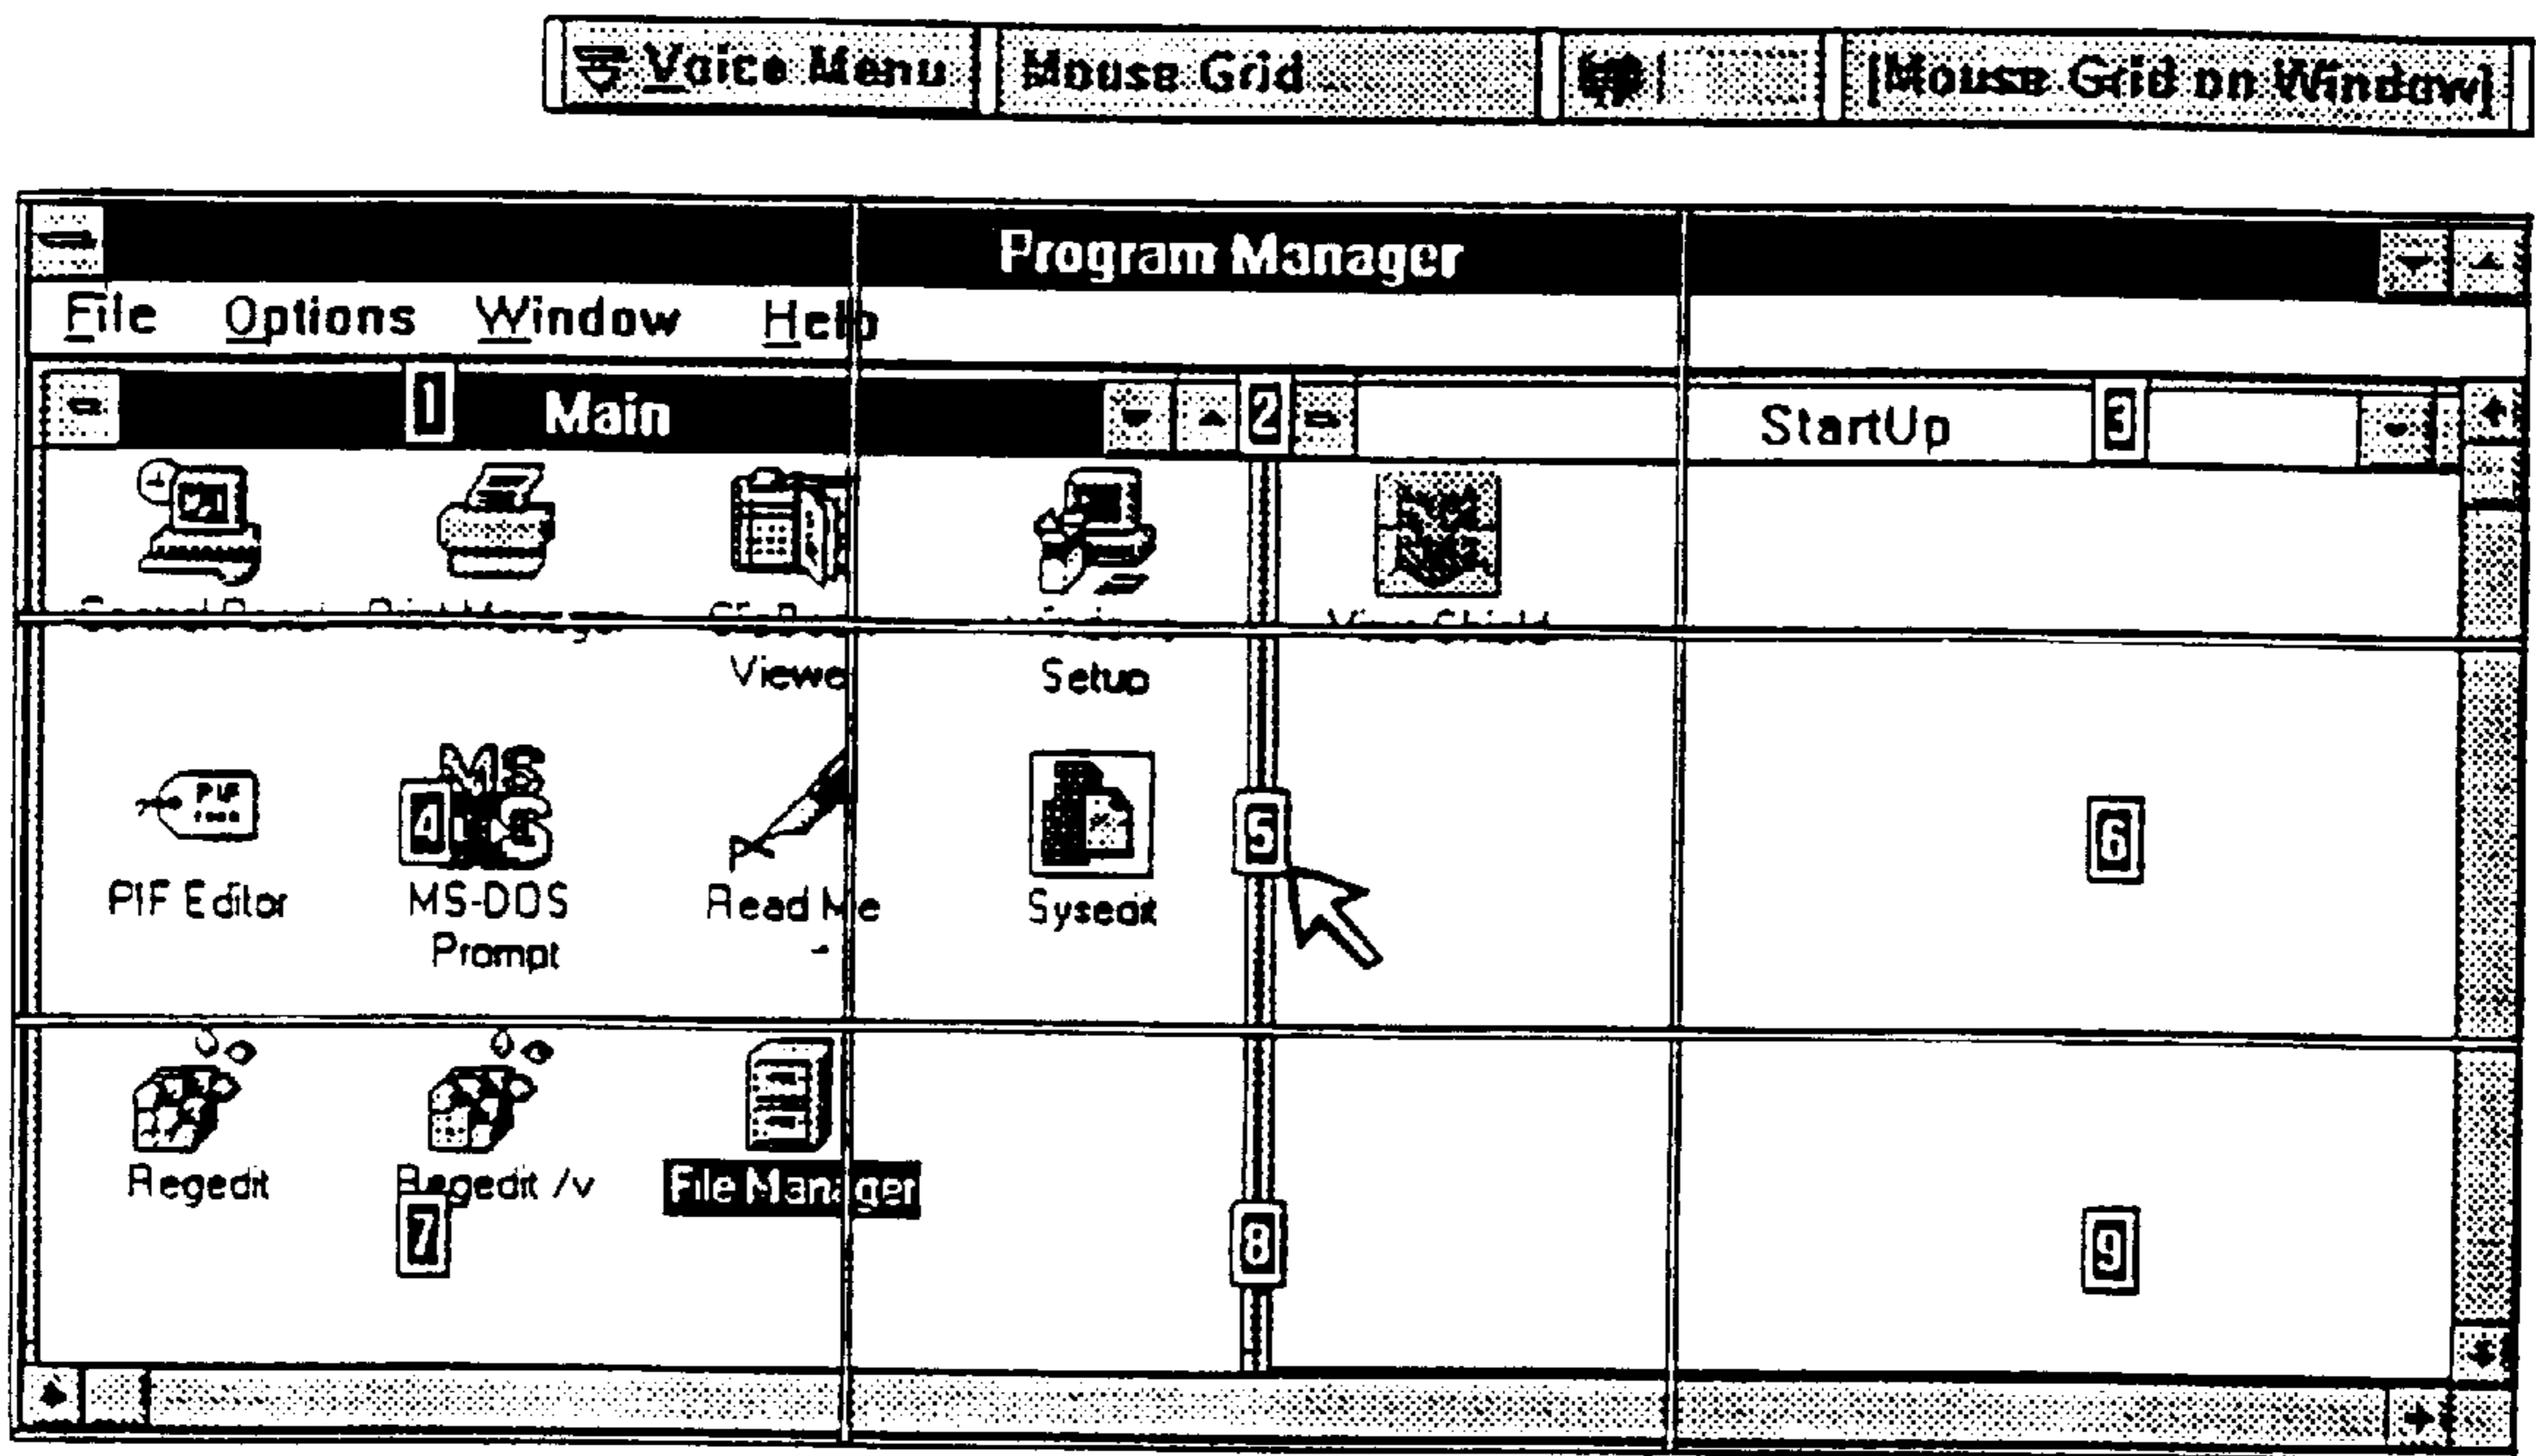 Voice Menu Mouse Grid [Mouse Grid on Window]
Program Manager
File Options Window Help
1 Main 2 StartUp 3
Viewe
Setup
PIF
MS
4 5 6
PIF Editor MS-DOS Read Me Sysedit
Prompt
Regedit Regedit /v File Manager
7 8 9